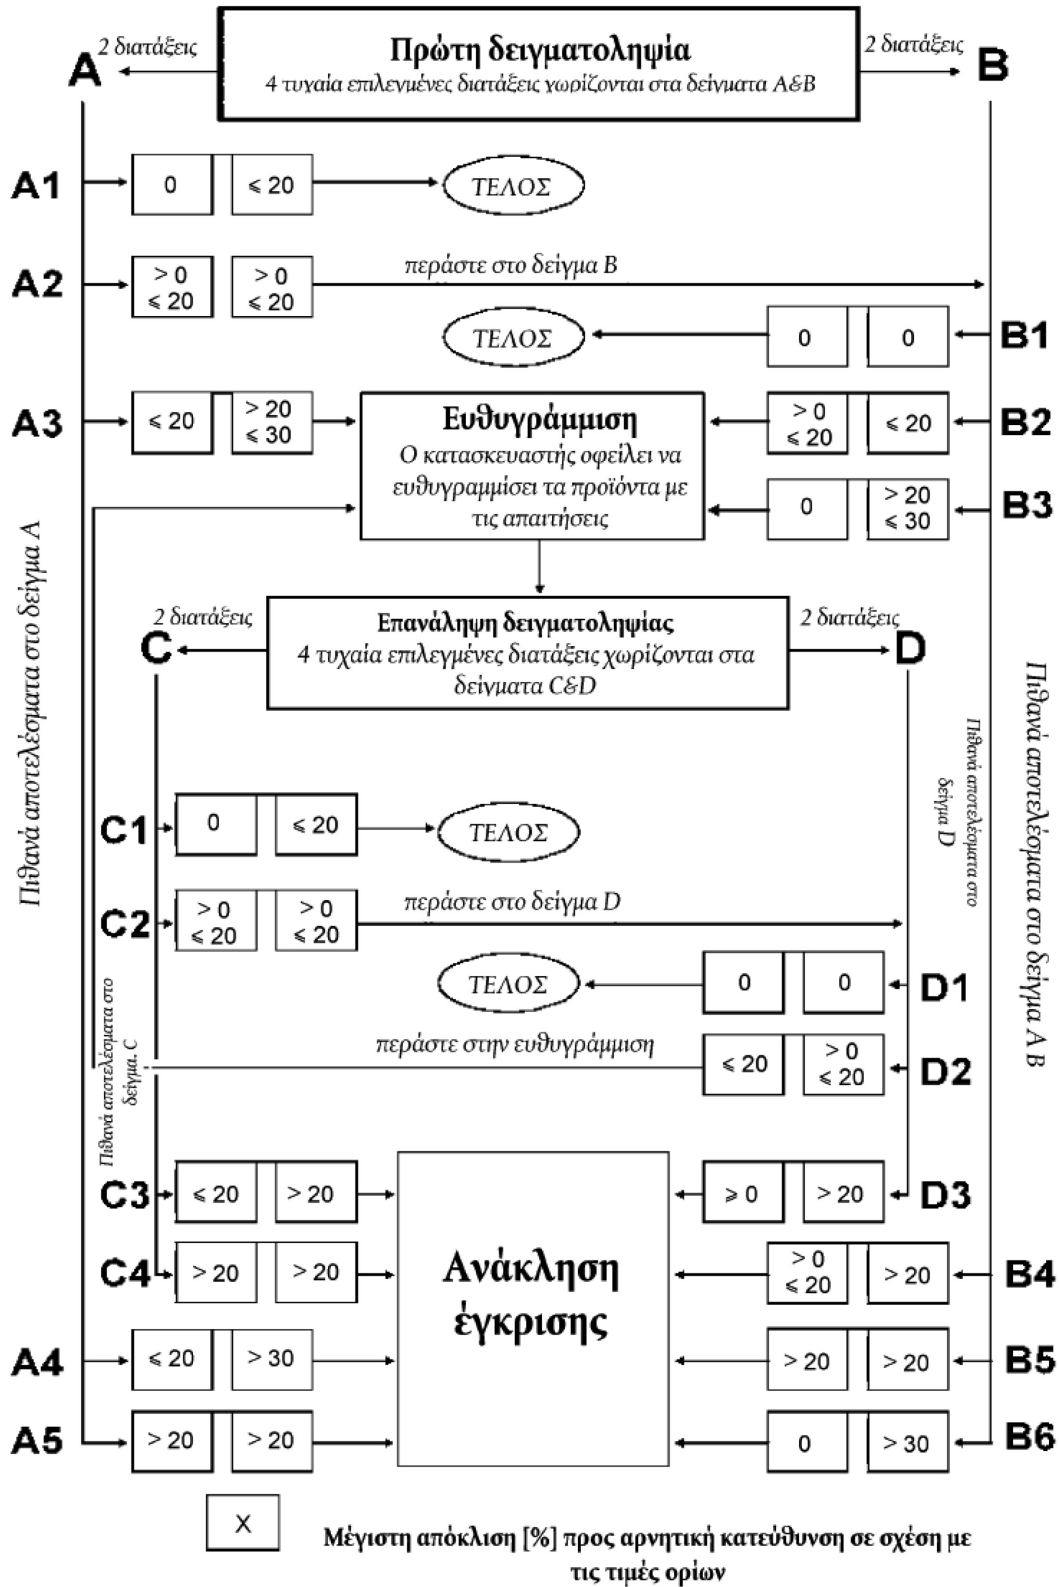 Πρώτη δειγματοληψία
4 τυχαία επιλεγμένες διατάξεις χωρίζονται στα δείγματα A&B
2 διατάξεις
A
2 διατάξεις
B
A1
0
⩽ 20
ΤΕΛΟΣ
A2
> 0
⩽ 20
> 0
⩽ 20
περάστε στο δείγμα B
ΤΕΛΟΣ
0
0
B1
A3
⩽ 20
> 20
⩽ 30
Ευθυγράμμιση
Ο κατασκευαστής οφείλει να
ευθυγραμμίσει τα προϊόντα με
τις απαιτήσεις
> 0
⩽ 20
⩽ 20
B2
0
> 20
⩽ 30
B3
Πιθανά αποτελέσματα στο δείγμα A
2 διατάξεις
C
Επανάληψη δειγματοληψίας
4 τυχαία επιλεγμένες διατάξεις χωρίζονται στα
δείγματα C&D
2 διατάξεις
D
Πιθανά αποτελέσματα στο
δείγμα D
Πιθανά αποτελέσματα στο δείγμα A B
C1
0
⩽ 20
ΤΕΛΟΣ
C2
> 0
⩽ 20
> 0
⩽ 20
περάστε στο δείγμα D
ΤΕΛΟΣ
0
0
D1
περάστε στην ευθυγράμμιση
⩽ 20
> 0
⩽ 20
D2
Πιθανά αποτελέσματα στο
δείγμα. C
C3
⩽ 20
> 20
Ανάκληση
έγκρισης
⩾ 0
> 20
D3
C4
> 20
> 20
> 0
⩽ 20
> 20
B4
A4
⩽ 20
> 30
> 20
> 20
B5
A5
> 20
> 20
0
> 30
B6
X
Μέγιστη απόκλιση [%] προς αρνητική κατεύθυνση σε σχέση με
τις τιμές ορίων